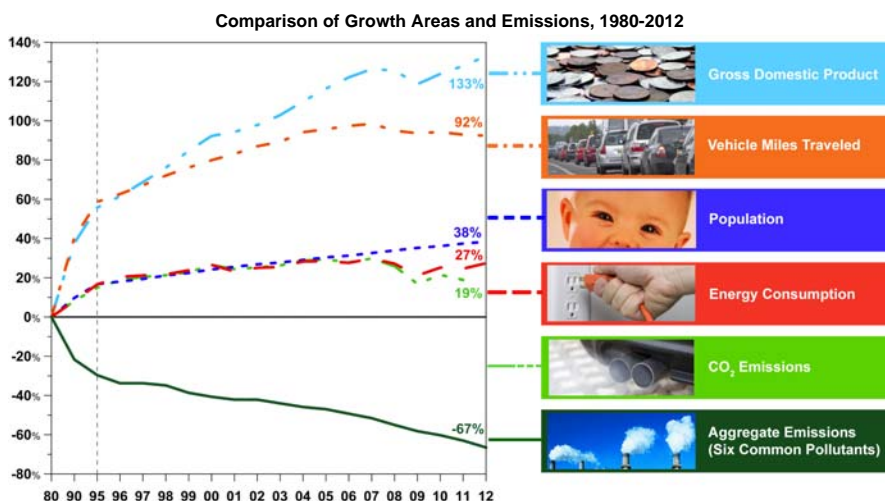 Comparison of Growth Areas and Emissions, 1980-2012
140%
120%
100%
80%
60%
40%
20%
0%
-20%
-40%
-60%
-80%
133%
92%
38%
27%
19%
-67%
80 90 95 96 97 98 99 00 01 02 03 04 05 06 07 08 09 10 11 12
Gross Domestic Product
Vehicle Miles Traveled
Population
Energy Consumption
CO₂ Emissions
Aggregate Emissions
(Six Common Pollutants)